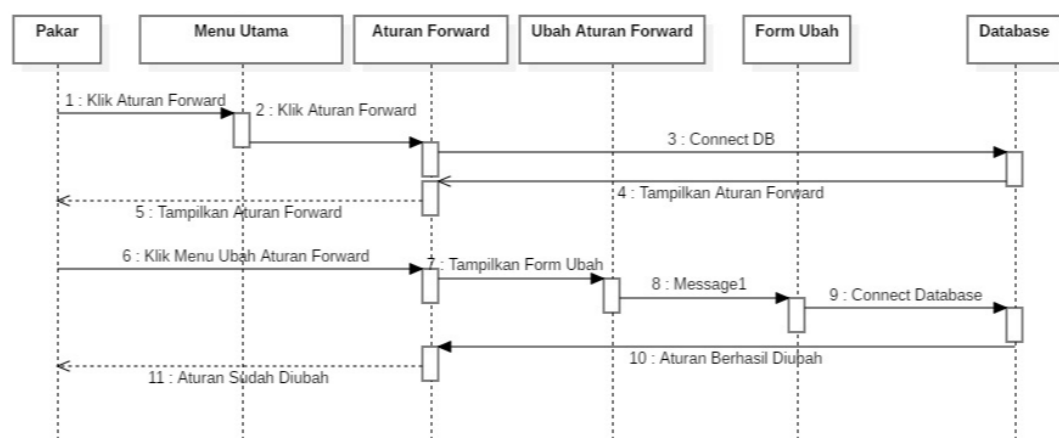 Pakar
Menu Utama
Aturan Forward
Ubah Aturan Forward
Form Ubah
Database
1 : Klik Aturan Forward
2 : Klik Aturan Forward
3 : Connect DB
4 : Tampilkan Aturan Forward
5 : Tampilkan Aturan Forward
6 : Klik Menu Ubah Aturan Forward
7 : Tampilkan Form Ubah
8 : Message1
9 : Connect Database
10 : Aturan Berhasil Diubah
11 : Aturan Sudah Diubah